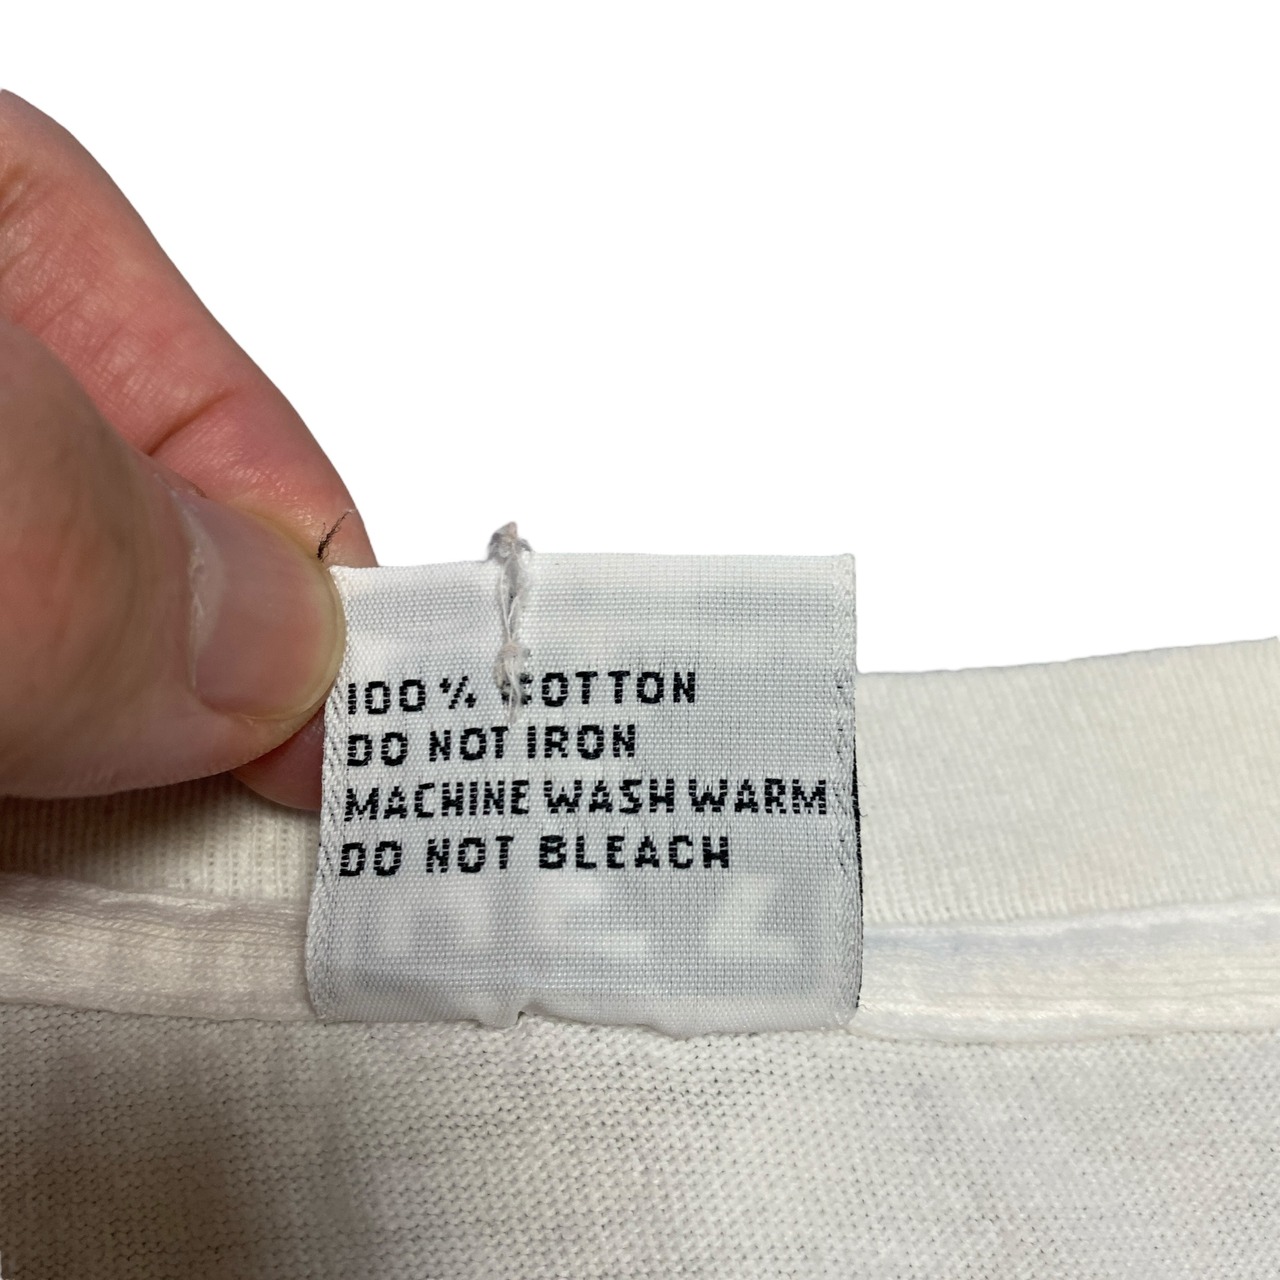 100% COTTON
DO NOT IRON
MACHINE WASH WARM
DO NOT BLEACH